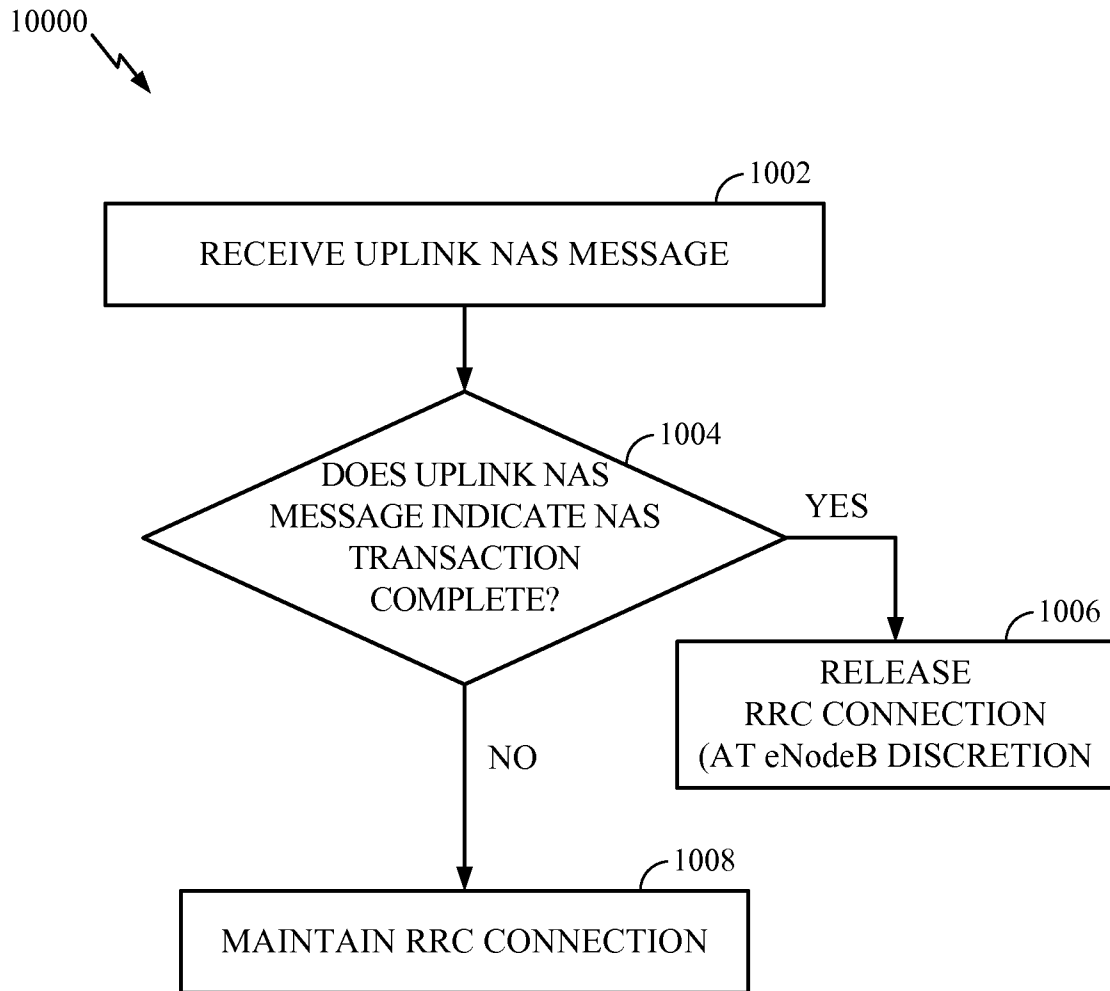 10000
1002
RECEIVE UPLINK NAS MESSAGE
1004
DOES UPLINK NAS
MESSAGE INDICATE NAS
TRANSACTION
COMPLETE?
YES
1006
RELEASE
RRC CONNECTION
(AT eNodeB DISCRETION
NO
1008
MAINTAIN RRC CONNECTION